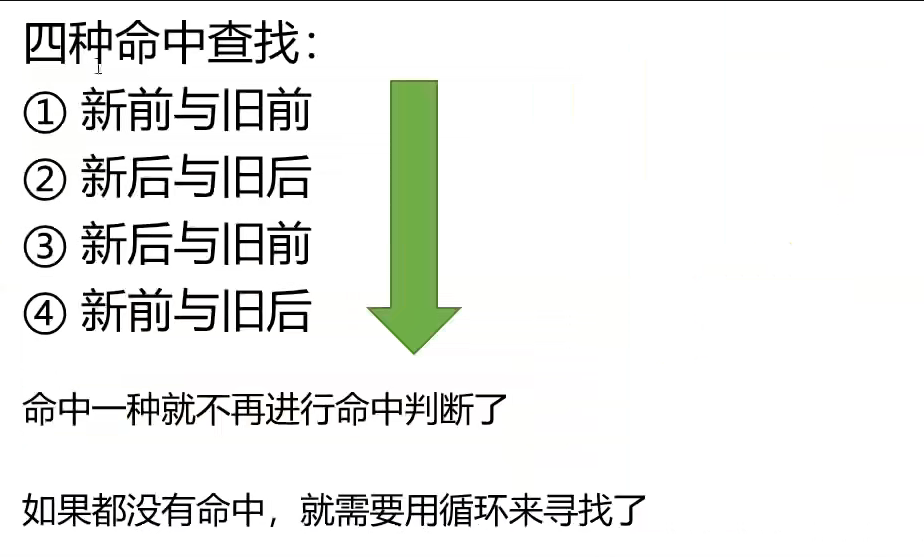 四种命中查找：
① 新前与旧前
② 新后与旧后
③ 新后与旧前
④ 新前与旧后
命中一种就不再进行命中判断了
如果都没有命中，就需要用循环来寻找了